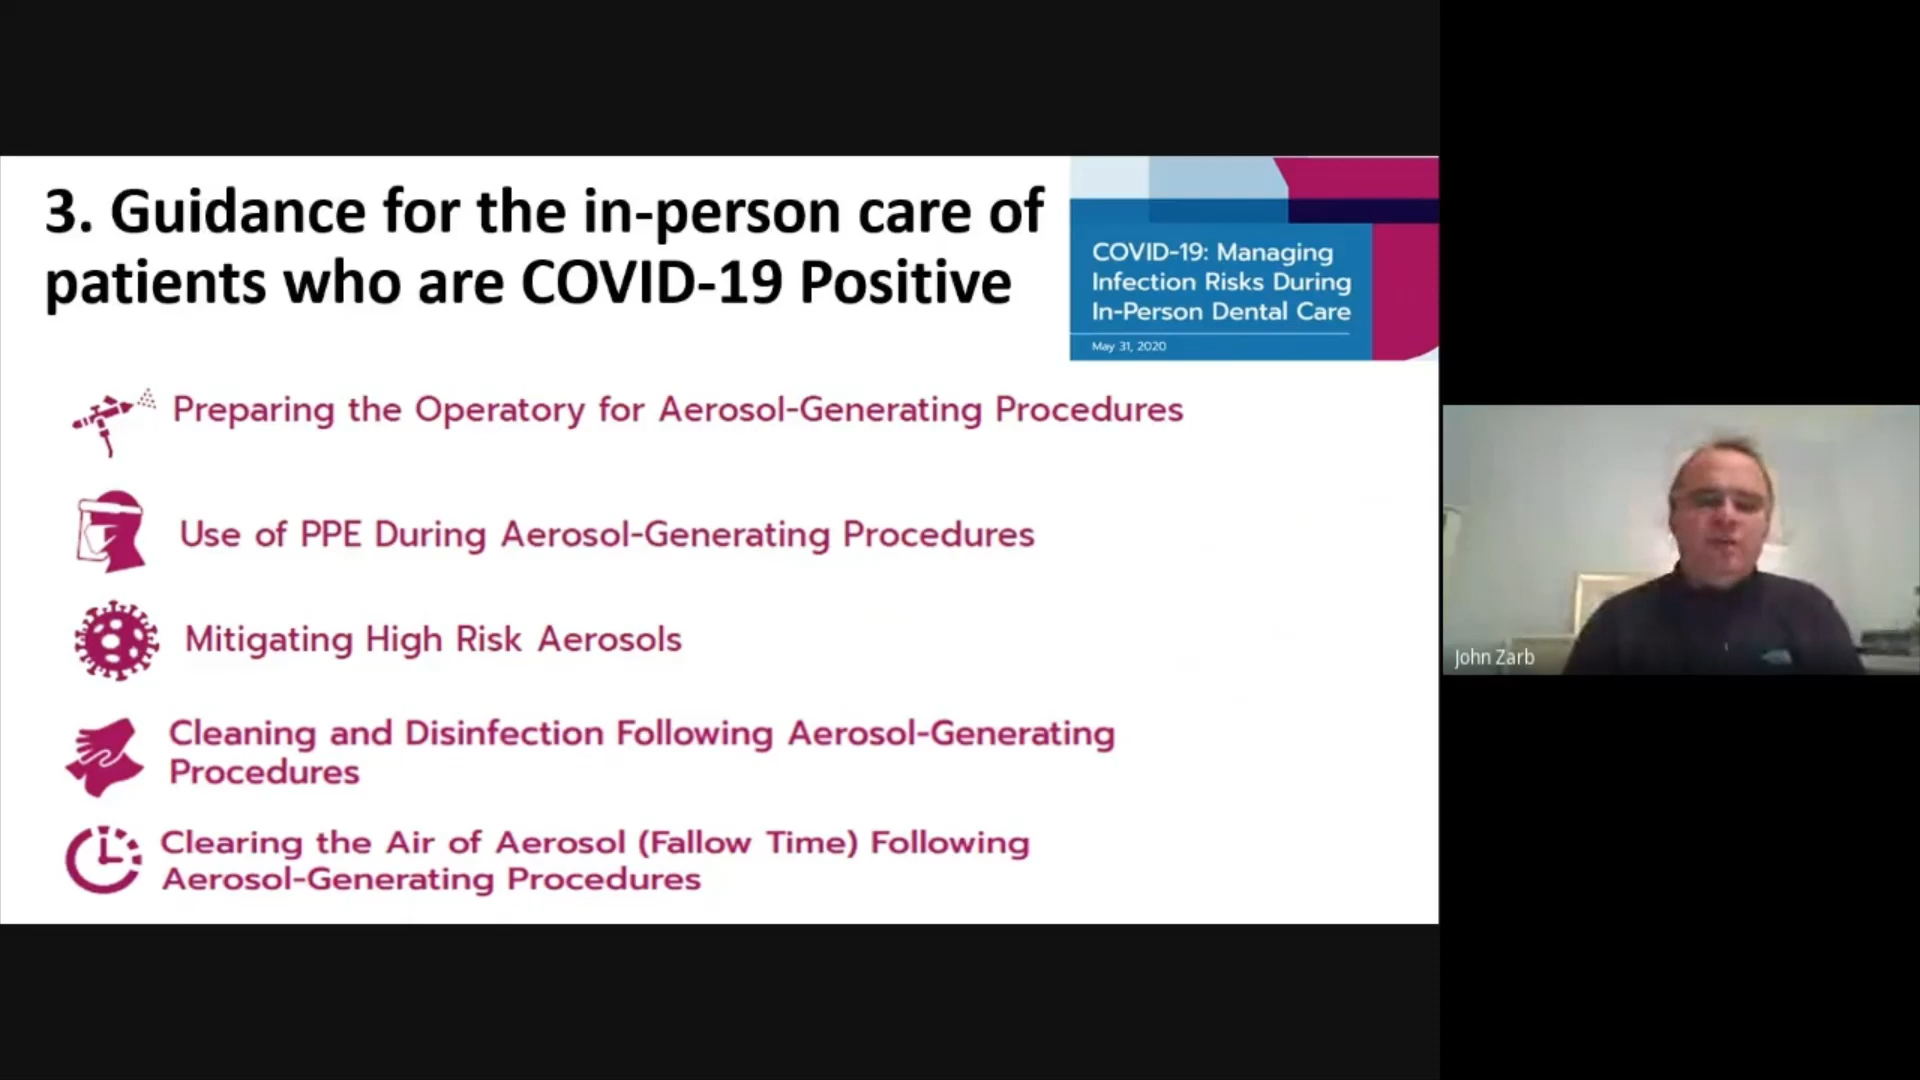 3. Guidance for the in-person care of
patients who are COVID-19 Positive
COVID-19: Managing
Infection Risks During
In-Person Dental Care
May 31, 2020
Preparing the Operatory for Aerosol-Generating Procedures
Use of PPE During Aerosol-Generating Procedures
Mitigating High Risk Aerosols
Cleaning and Disinfection Following Aerosol-Generating
Procedures
Clearing the Air of Aerosol (Fallow Time) Following
Aerosol-Generating Procedures
John Zarb